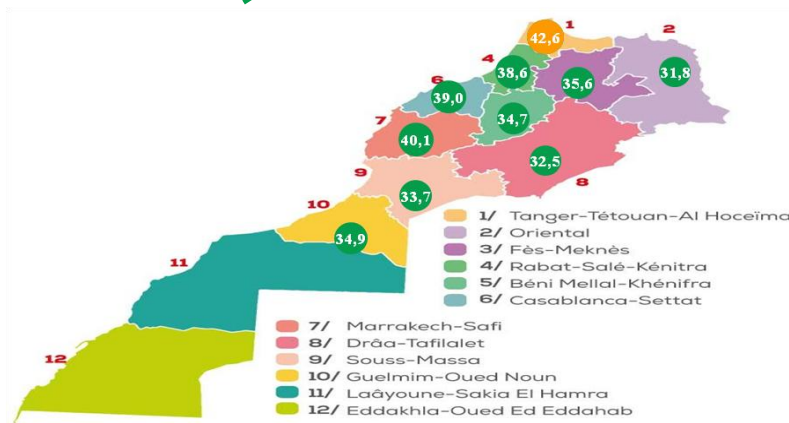 1
2
42,6
4
38,6
35,6
31,8
6
39,0
34,7
7
40,1
32,5
9
33,7
8
10
34,9
11
12
1/ Tanger-Tétouan-Al Hoceïma
2/ Oriental
3/ Fès-Meknès
4/ Rabat-Salé-Kénitra
5/ Béni Mellal-Khénifra
6/ Casablanca-Settat
7/ Marrakech-Safi
8/ Drâa-Tafilalet
9/ Souss-Massa
10/ Guelmim-Oued Noun
11/ Laâyoune-Sakia El Hamra
12/ Eddakhla-Oued Ed Eddahab